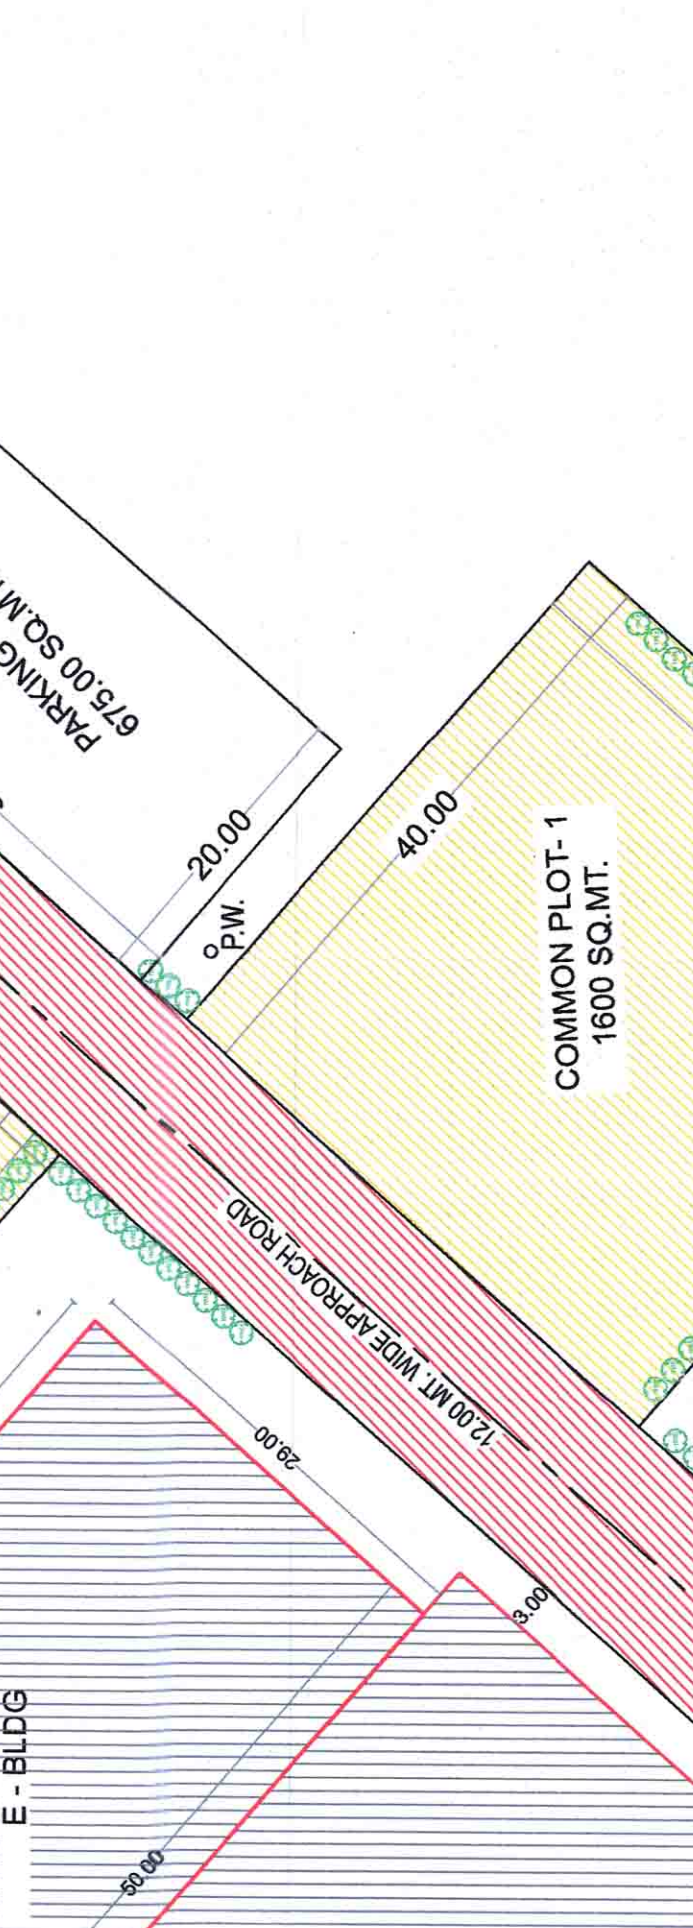 PARKING
675.00 SQ.M
20.00
P.W.
40.00
COMMON PLOT- 1
1600 SQ.MT.
12.00 MT. WIDE APPROACH ROAD
29.00
3.00
E - BLDG
50.00